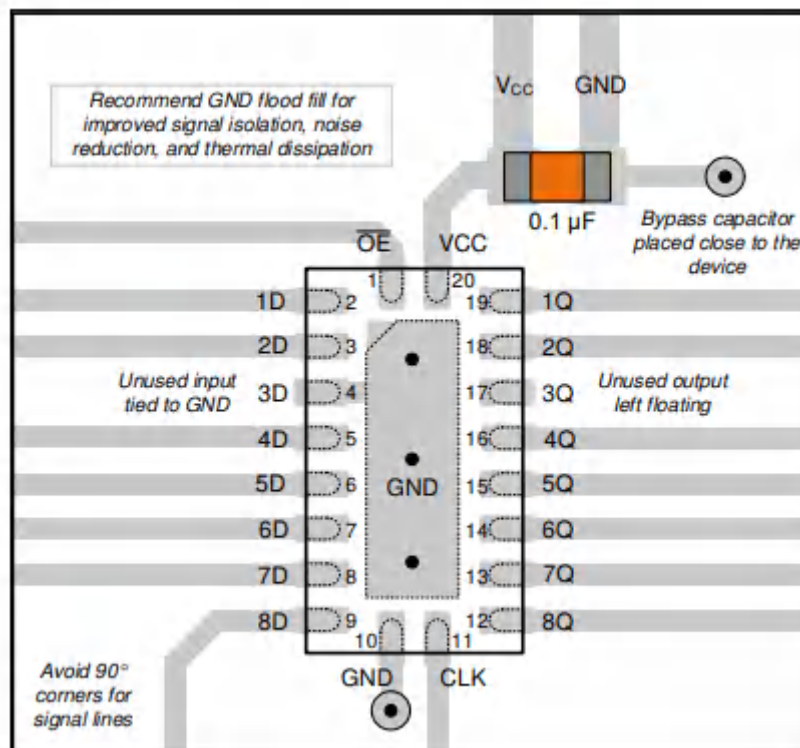 Recommend GND flood fill for
improved signal isolation, noise
reduction, and thermal dissipation
VCC GND
0.1 µF
Bypass capacitor
placed close to the
device
O̅E̅ VCC
1 20
1D 2 19 1Q
2D 3 18 2Q
Unused input
tied to GND
3D 4 17 3Q
Unused output
left floating
4D 5 16 4Q
5D 6 15 5Q
GND
6D 7 14 6Q
7D 8 13 7Q
8D 9 12 8Q
10 11
GND CLK
Avoid 90°
corners for
signal lines